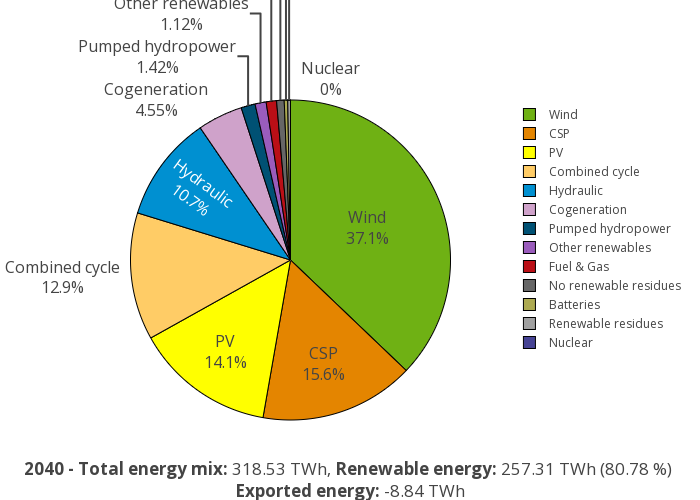 Other renewables
1.12%
Pumped hydropower
1.42%
Cogeneration
4.55%
Nuclear
0%
Hydraulic
10.7%
Wind
37.1%
Combined cycle
12.9%
PV
14.1%
CSP
15.6%
Wind
CSP
PV
Combined cycle
Hydraulic
Cogeneration
Pumped hydropower
Other renewables
Fuel & Gas
No renewable residues
Batteries
Renewable residues
Nuclear
2040 - Total energy mix: 318.53 TWh, Renewable energy: 257.31 TWh (80.78 %)
Exported energy: -8.84 TWh